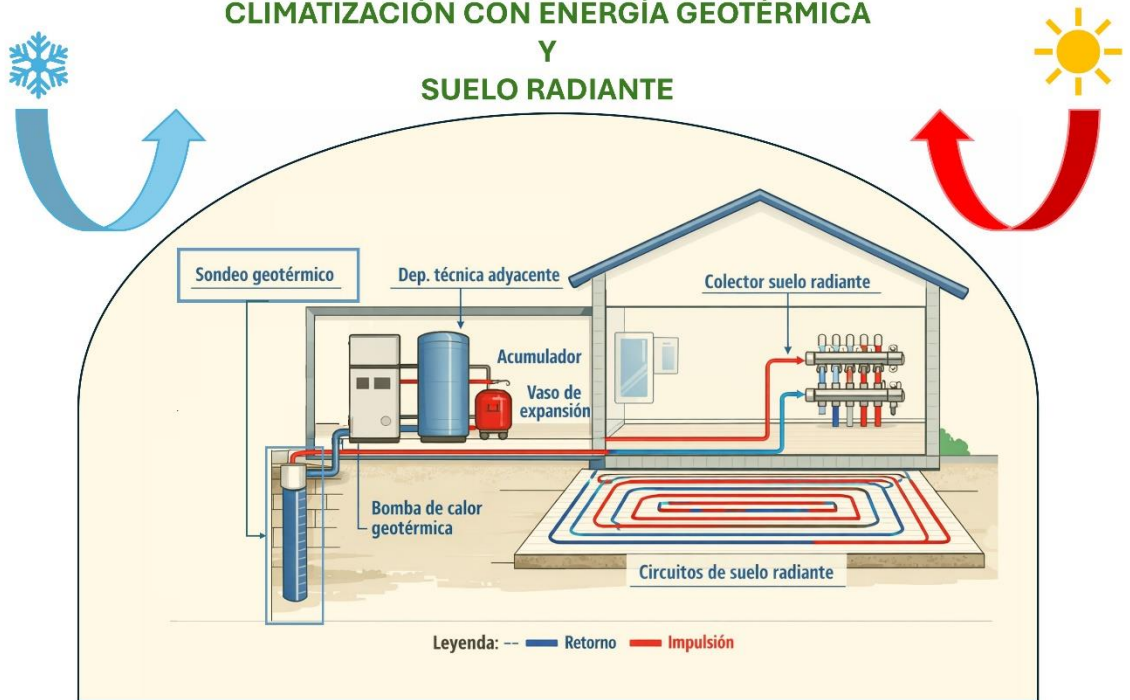 CLIMATIZACIÓN CON ENERGÍA GEOTÉRMICA
Y
SUELO RADIANTE
Sondeo geotérmico
Dep. técnica adyacente
Colector suelo radiante
Acumulador
Vaso de
expansión
Bomba de calor
geotérmica
Circuitos de suelo radiante
Leyenda: -- Retorno Impulsión